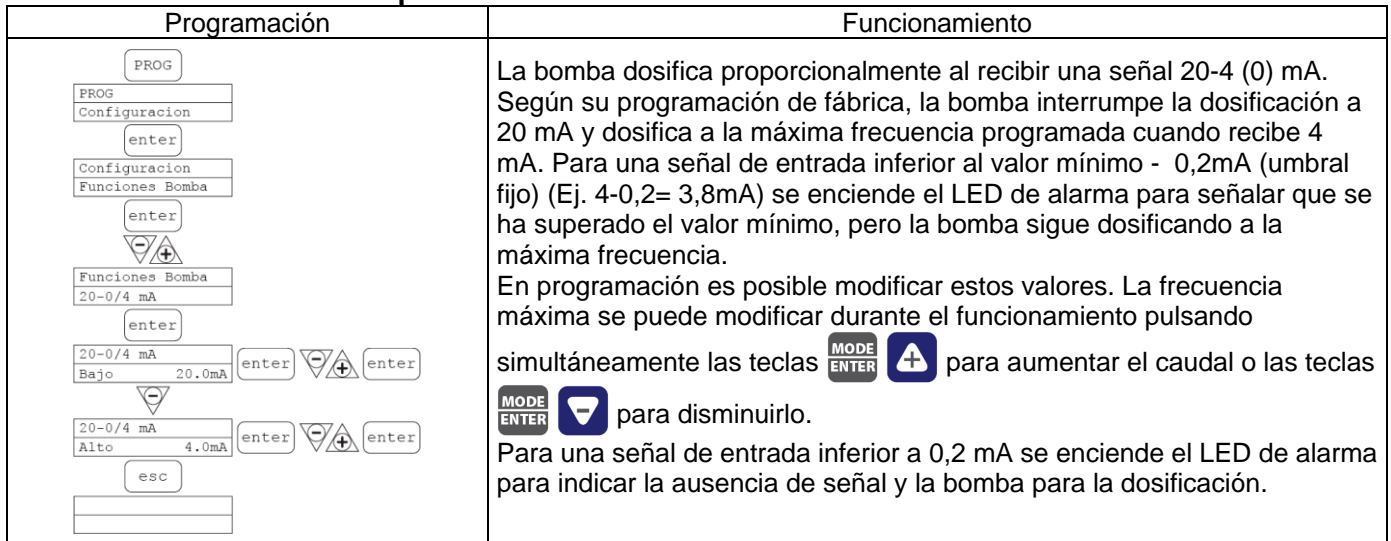 Programación
Funcionamiento
PROG
PROG
Configuracion
enter
Configuracion
Funciones Bomba
enter
Funciones Bomba
20-0/4 mA
enter
20-0/4 mA
Bajo 20.0mA
enter
enter
20-0/4 mA
Alto 4.0mA
enter
enter
esc
La bomba dosifica proporcionalmente al recibir una señal 20-4 (0) mA.
Según su programación de fábrica, la bomba interrumpe la dosificación a
20 mA y dosifica a la máxima frecuencia programada cuando recibe 4
mA. Para una señal de entrada inferior al valor mínimo - 0,2mA (umbral
fijo) (Ej. 4-0,2= 3,8mA) se enciende el LED de alarma para señalar que se
ha superado el valor mínimo, pero la bomba sigue dosificando a la
máxima frecuencia.
En programación es posible modificar estos valores. La frecuencia
máxima se puede modificar durante el funcionamiento pulsando
simultáneamente las teclas MODE ENTER + para aumentar el caudal o las teclas
MODE ENTER - para disminuirlo.
Para una señal de entrada inferior a 0,2 mA se enciende el LED de alarma
para indicar la ausencia de señal y la bomba para la dosificación.